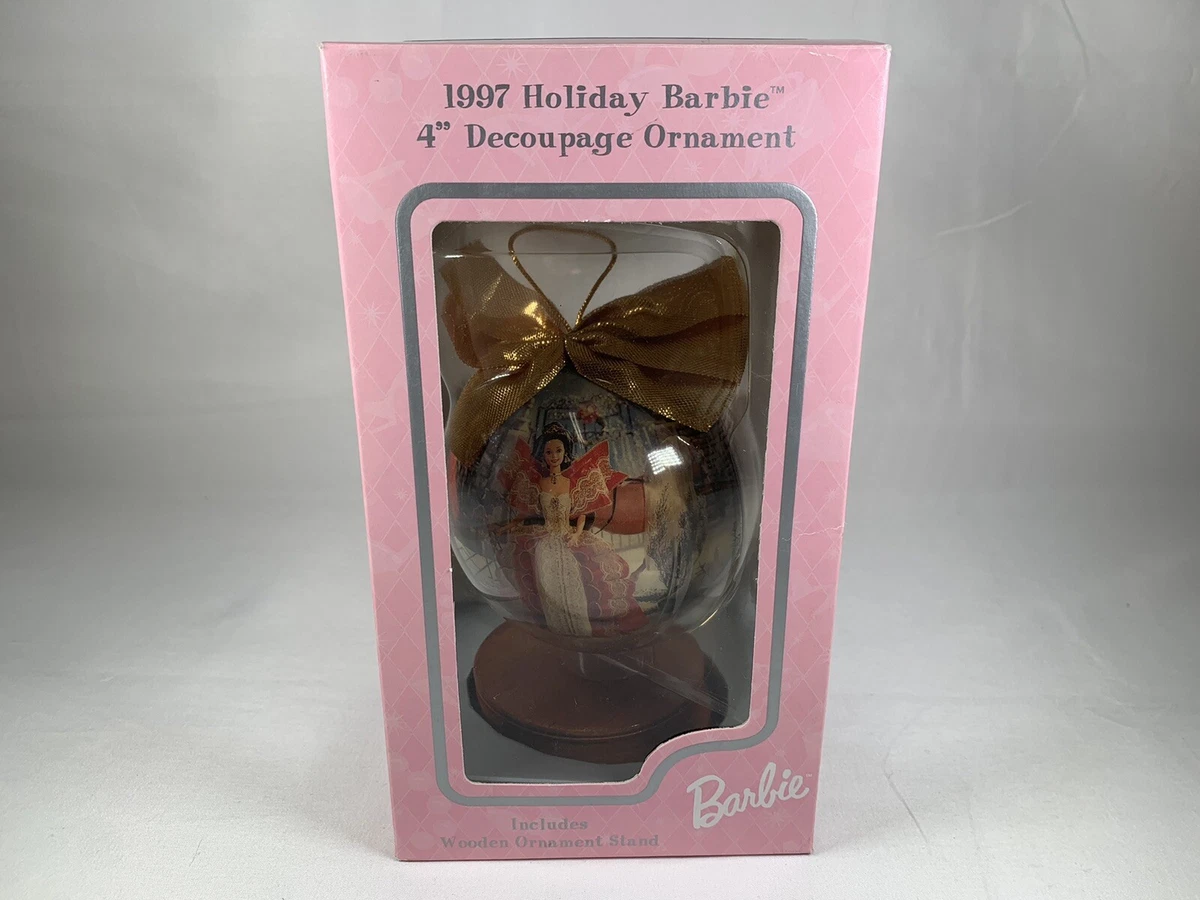 1997 Holiday Barbie™
4” Decoupage Ornament
Barbie™
Includes
Wooden Ornament Stand